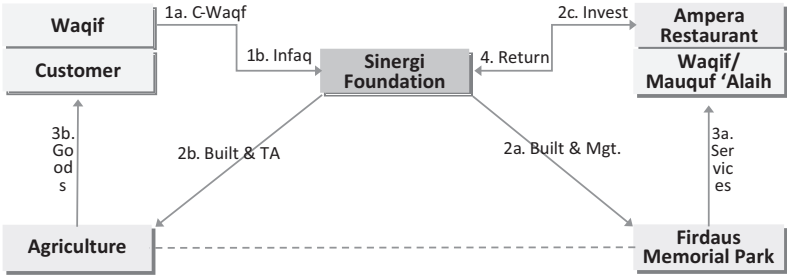 Waqif
Customer
1a. C-Waqf
1b. Infaq
Sinergi
Foundation
2c. Invest
4. Return
Ampera
Restaurant
Waqif/
Mauquf ‘Alaih
3b.
Go
od
s
2b. Built & TA
2a. Built & Mgt.
3a.
Ser
vic
es
Agriculture
Firdaus
Memorial Park